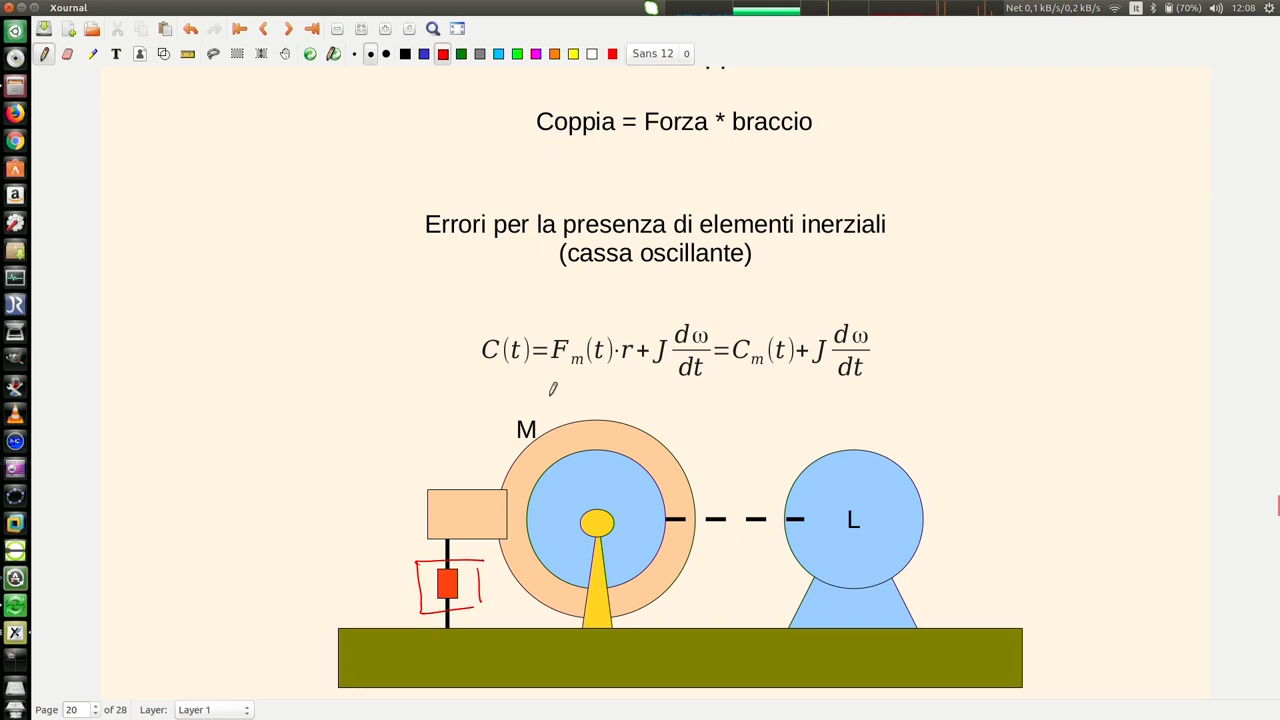 Xournal
Net 0,1 kB/s/0,2 kB/s
It
(70%)
12:08
T
Sans 12
Coppia = Forza * braccio
Errori per la presenza di elementi inerziali
(cassa oscillante)
C(t)=F_m(t)·r+J dω/dt=C_m(t)+J dω/dt
M
L
Page 20 of 28 Layer: Layer 1